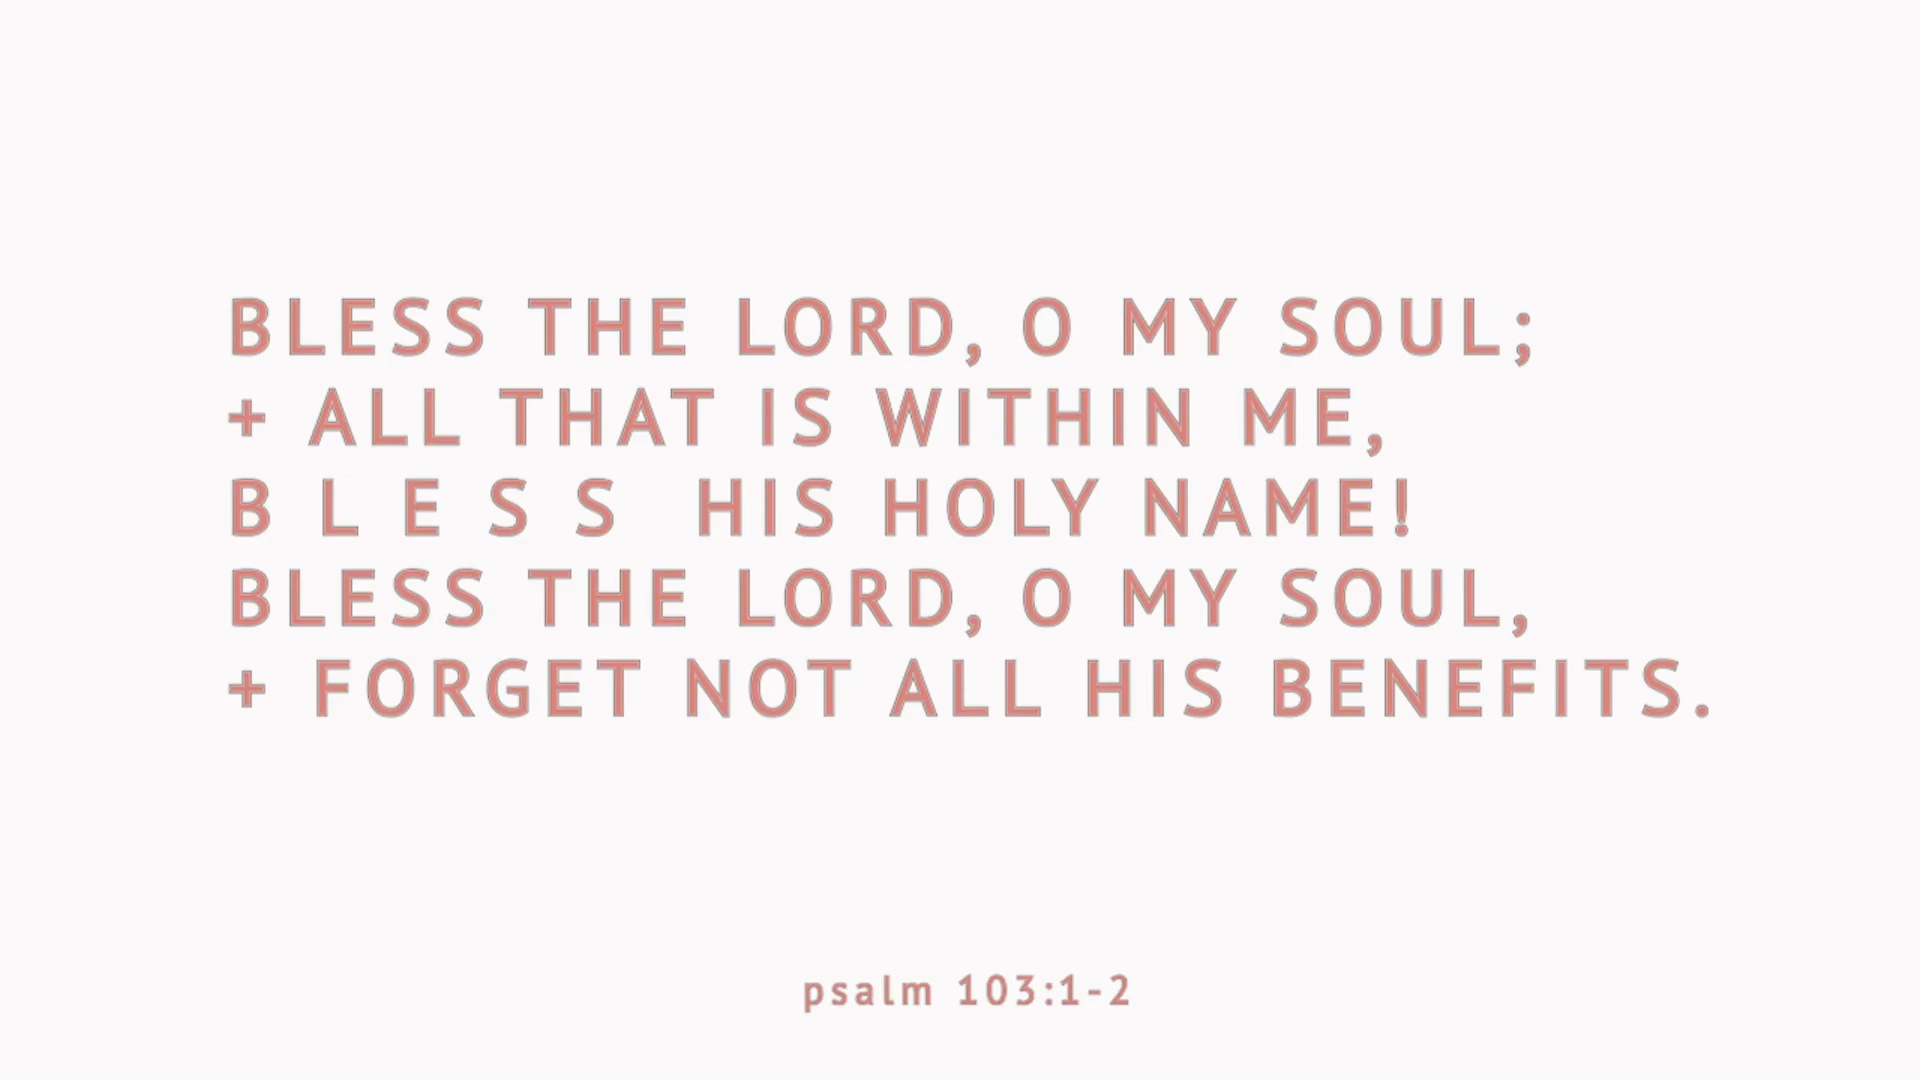 BLESS THE LORD, O MY SOUL;
+ ALL THAT IS WITHIN ME,
B L E S S HIS HOLY NAME!
BLESS THE LORD, O MY SOUL,
+ FORGET NOT ALL HIS BENEFITS.
psalm 103:1-2